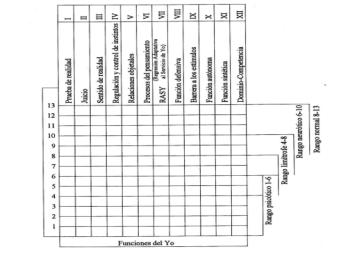 I
Prueba de realidad
II
Juicio
III
Sentido de realidad
IV
Regulación y control de instintos
V
Relaciones objetales
VI
Procesos del pensamiento
VII
RASY (Regresión Adaptativa
al Servicio de Yo)
VIII
Función defensiva
IX
Barrera a los estímulos
X
Función autónoma
XI
Función sintética
XII
Dominio-Competencia
13
12
11
10
9
8
7
6
5
4
3
2
1
Rango psicótico 1-6
Rango limítrofe 4-8
Rango neurótico 6-10
Rango normal 8-13
Funciones del Yo